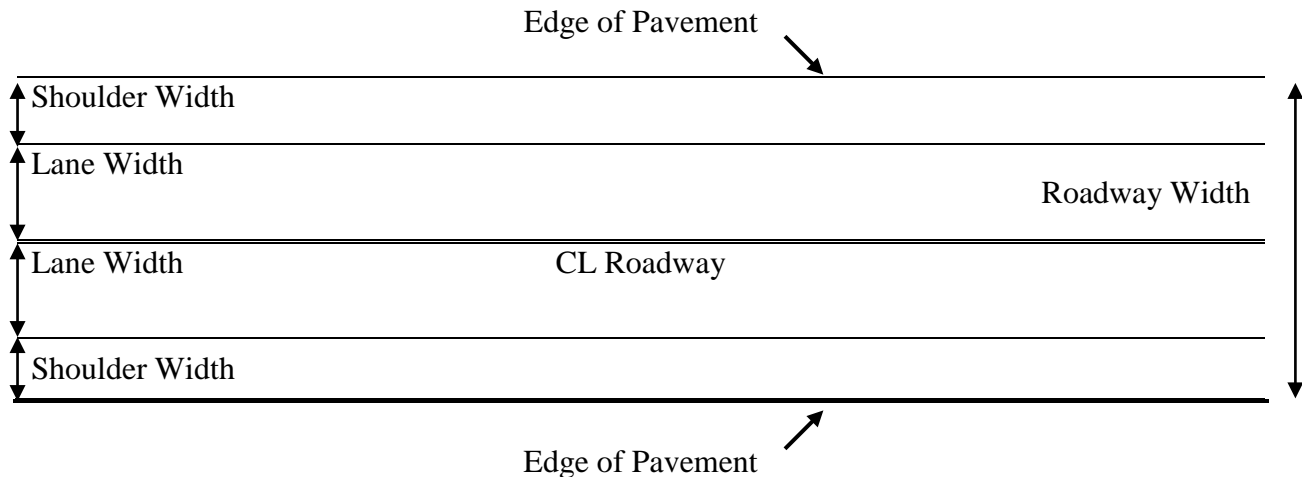 Edge of Pavement
Shoulder Width
Lane Width
Roadway Width
Lane Width
CL Roadway
Shoulder Width
Edge of Pavement